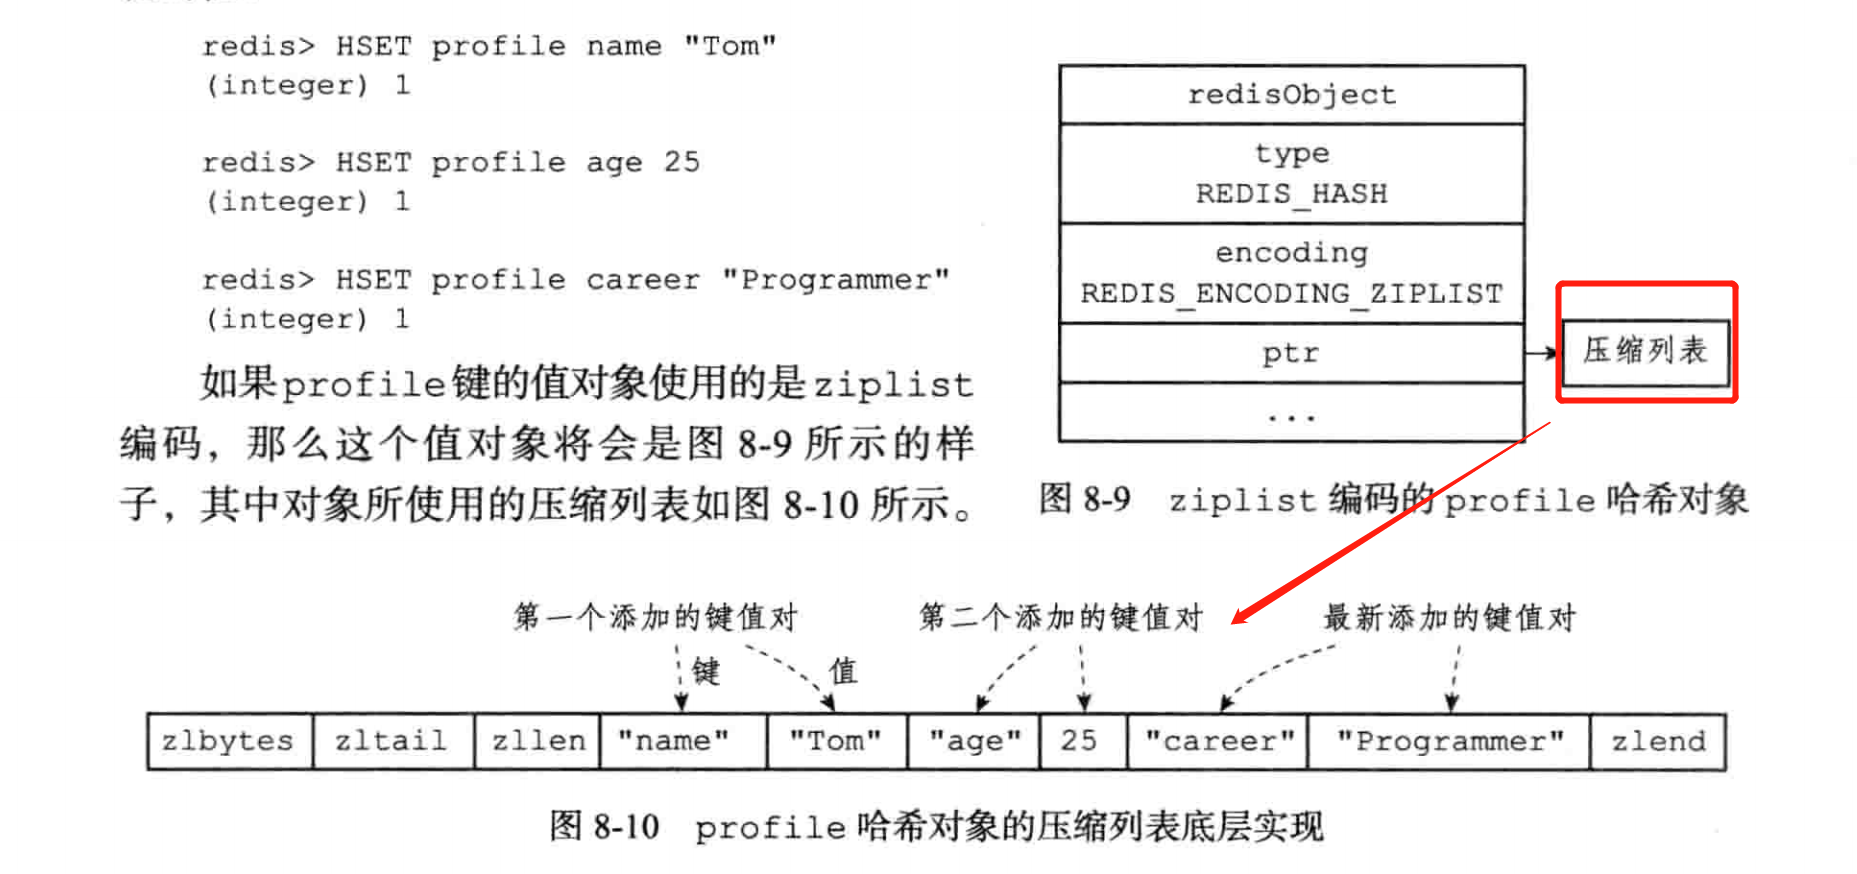 redis> HSET profile name "Tom"
(integer) 1
redis> HSET profile age 25
(integer) 1
redis> HSET profile career "Programmer"
(integer) 1
如果profile键的值对象使用的是ziplist
编码，那么这个值对象将会是图 8-9 所示的样
子，其中对象所使用的压缩列表如图 8-10 所示。
redisObject
type
REDIS_HASH
encoding
REDIS_ENCODING_ZIPLIST
ptr
...
压缩列表
图 8-9 ziplist 编码的 profile 哈希对象
第一个添加的键值对
第二个添加的键值对
最新添加的键值对
键
值
zlbytes
zltail
zllen
"name"
"Tom"
"age"
25
"career"
"Programmer"
zlend
图 8-10 profile 哈希对象的压缩列表底层实现